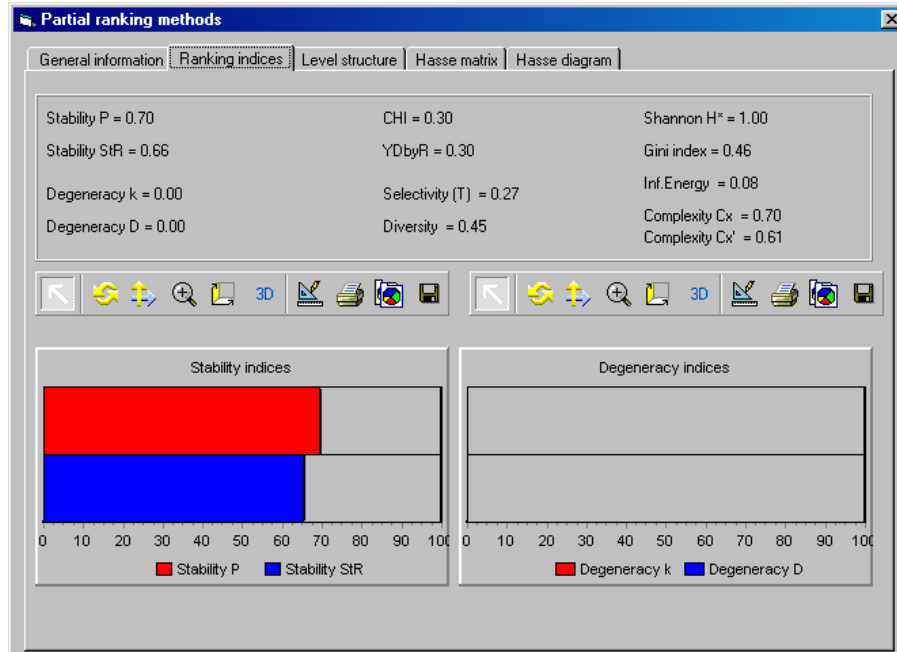 Partial ranking methods
General information Ranking indices Level structure Hasse matrix Hasse diagram
Stability P = 0.70 CHI = 0.30 Shannon H* = 1.00
Stability StR = 0.66 YDbyR = 0.30 Gini index = 0.46
Degeneracy k = 0.00 Selectivity (T) = 0.27 Inf.Energy = 0.08
Degeneracy D = 0.00 Diversity = 0.45 Complexity Cx = 0.70
Complexity Cx' = 0.61
3D 3D
Stability indices
0 10 20 30 40 50 60 70 80 90 100
Stability P Stability StR
Degeneracy indices
0 10 20 30 40 50 60 70 80 90 100
Degeneracy k Degeneracy D